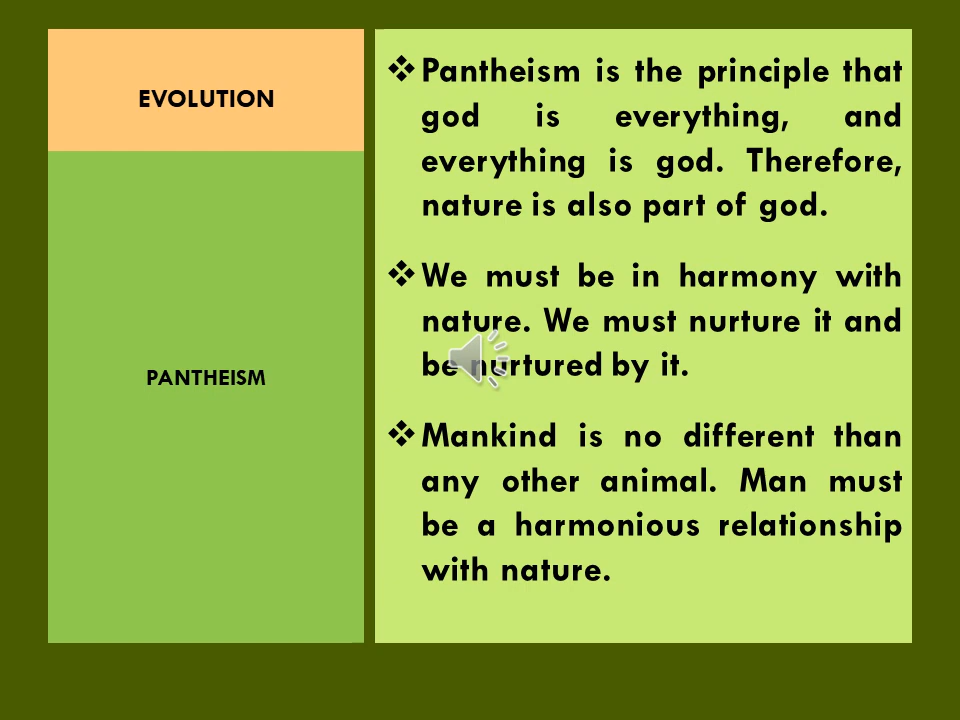 EVOLUTION
PANTHEISM
❖ Pantheism is the principle that
god is everything, and
everything is god. Therefore,
nature is also part of god.
❖ We must be in harmony with
nature. We must nurture it and
be nurtured by it.
❖ Mankind is no different than
any other animal. Man must
be a harmonious relationship
with nature.